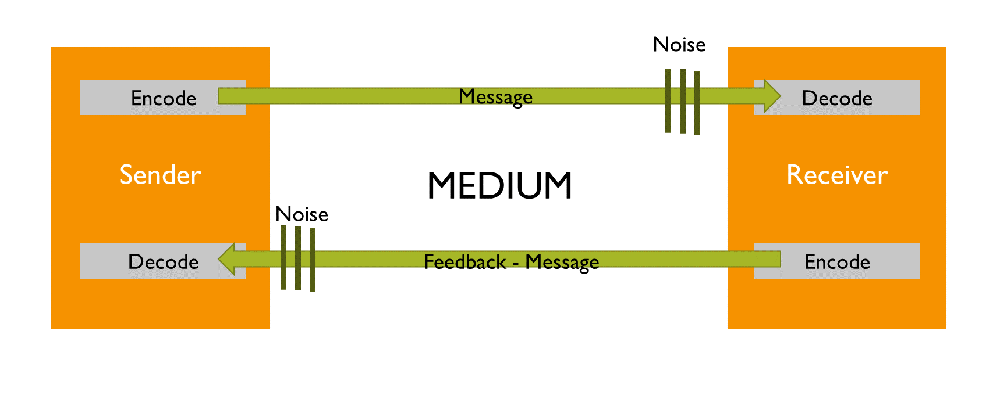 Noise
Encode
Message
Decode
Sender
MEDIUM
Receiver
Noise
Decode
Feedback - Message
Encode